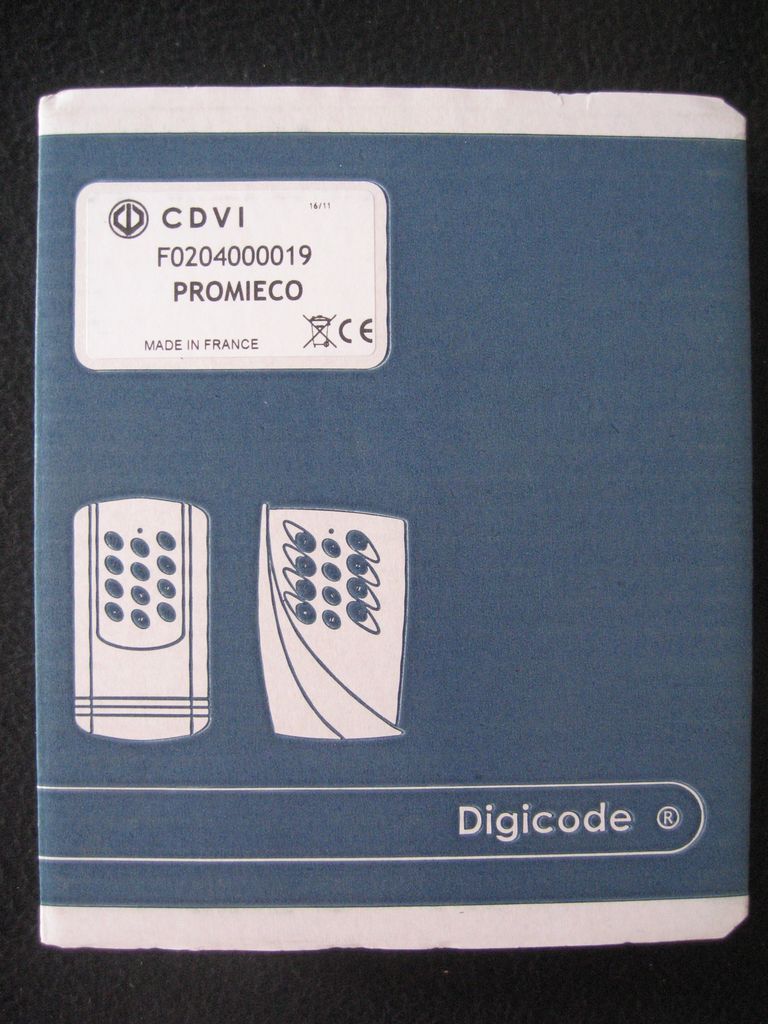 CDVI
16/11
F0204000019
PROMIECO
MADE IN FRANCE
CE
Digicode ®